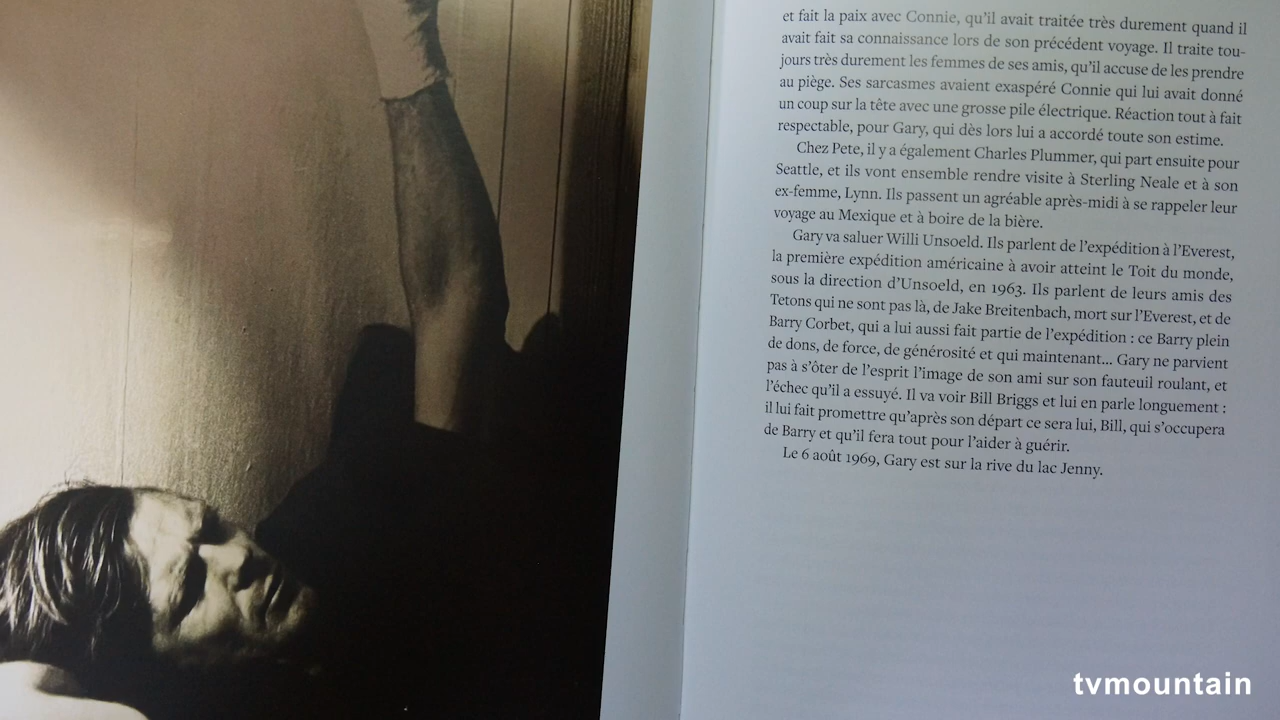 et fait la paix avec Connie, qu'il avait traitée très durement quand il
avait fait sa connaissance lors de son précédent voyage. Il traite tou-
jours très durement les femmes de ses amis, qu'il accuse de les prendre
au piège. Ses sarcasmes avaient exaspéré Connie qui lui avait donné
un coup sur la tête avec une grosse pile électrique. Réaction tout à fait
respectable, pour Gary, qui dès lors lui a accordé toute son estime.
Chez Pete, il y a également Charles Plummer, qui part ensuite pour
Seattle, et ils vont ensemble rendre visite à Sterling Neale et à son
ex-femme, Lynn. Ils passent un agréable après-midi à se rappeler leur
voyage au Mexique et à boire de la bière.
Gary va saluer Willi Unsoeld. Ils parlent de l'expédition à l'Everest,
la première expédition américaine à avoir atteint le Toit du monde,
sous la direction d'Unsoeld, en 1963. Ils parlent de leurs amis des
Tetons qui ne sont pas là, de Jake Breitenbach, mort sur l'Everest, et de
Barry Corbet, qui a lui aussi fait partie de l'expédition : ce Barry plein
de dons, de force, de générosité et qui maintenant... Gary ne parvient
pas à s'ôter de l'esprit l'image de son ami sur son fauteuil roulant, et
l'échec qu'il a essuyé. Il va voir Bill Briggs et lui en parle longuement :
il lui fait promettre qu'après son départ ce sera lui, Bill, qui s'occupera
de Barry et qu'il fera tout pour l'aider à guérir.
Le 6 août 1969, Gary est sur la rive du lac Jenny.
tvmountain